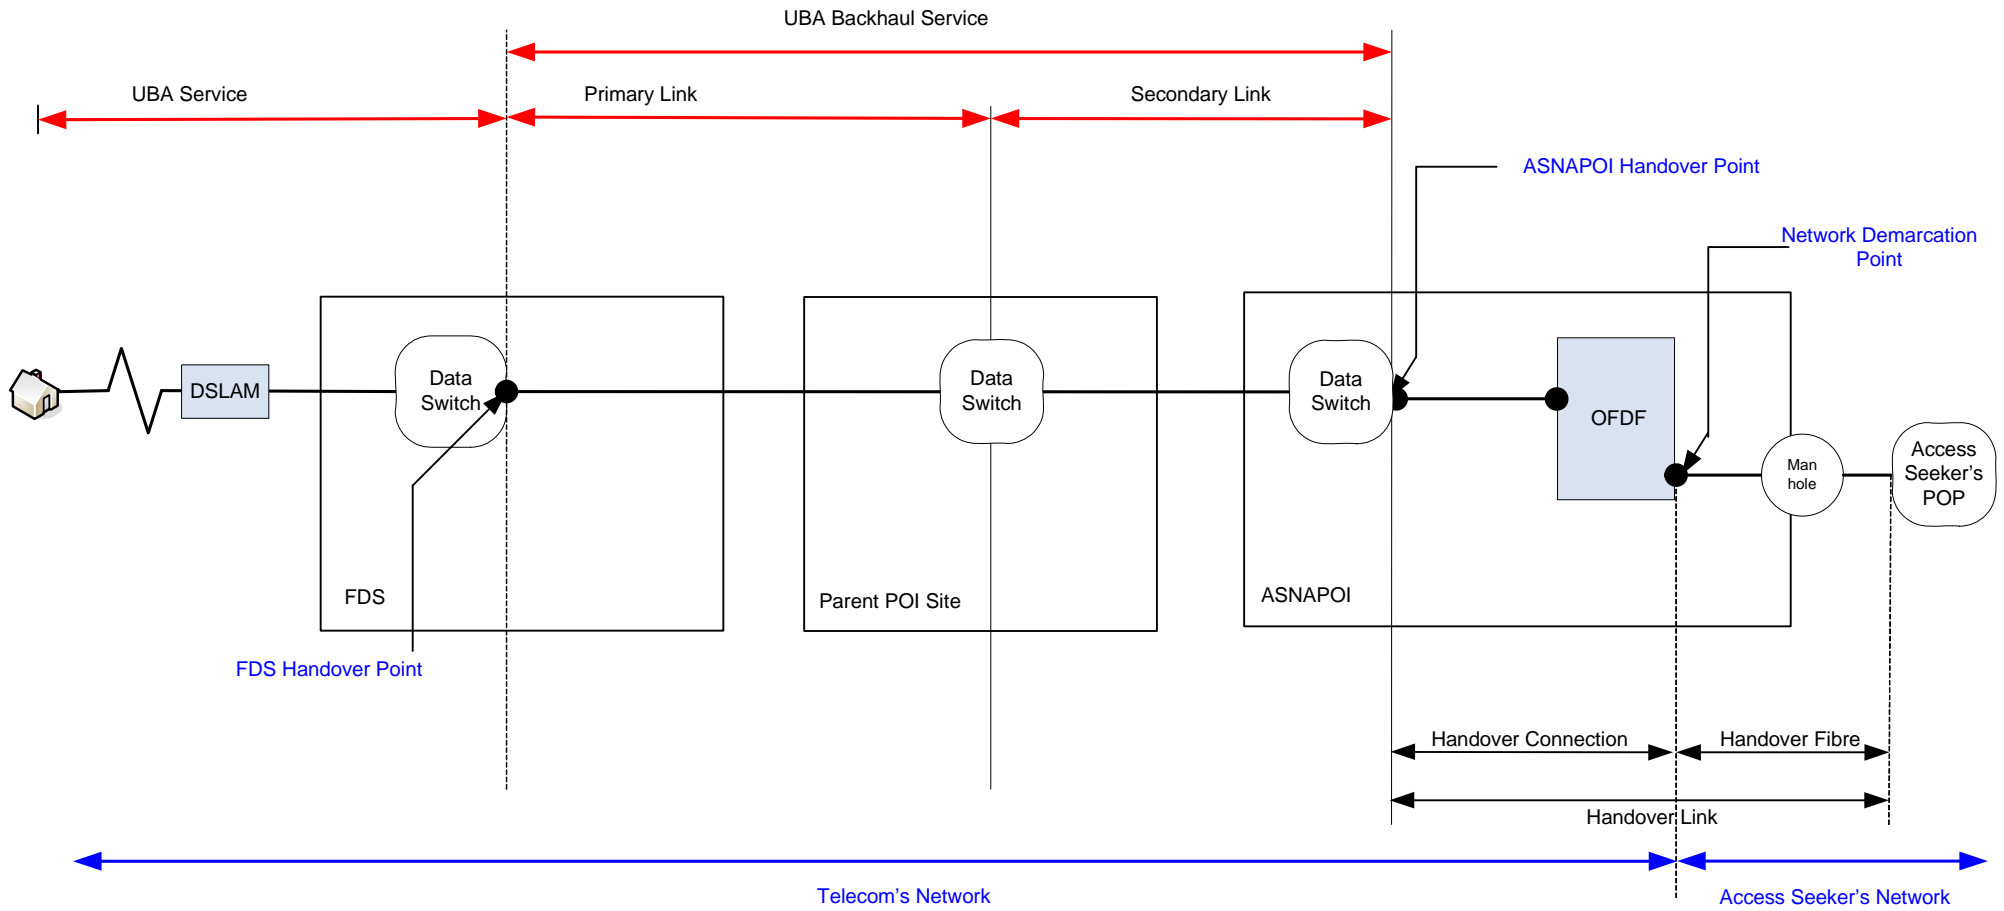 UBA Backhaul Service
UBA Service
Primary Link
Secondary Link
ASNAPOI Handover Point
Network Demarcation
Point
DSLAM
Data
Switch
Data
Switch
Data
Switch
OFDF
Man
hole
Access
Seeker's
POP
FDS
Parent POI Site
ASNAPOI
FDS Handover Point
Handover Connection
Handover Fibre
Handover Link
Telecom's Network
Access Seeker's Network